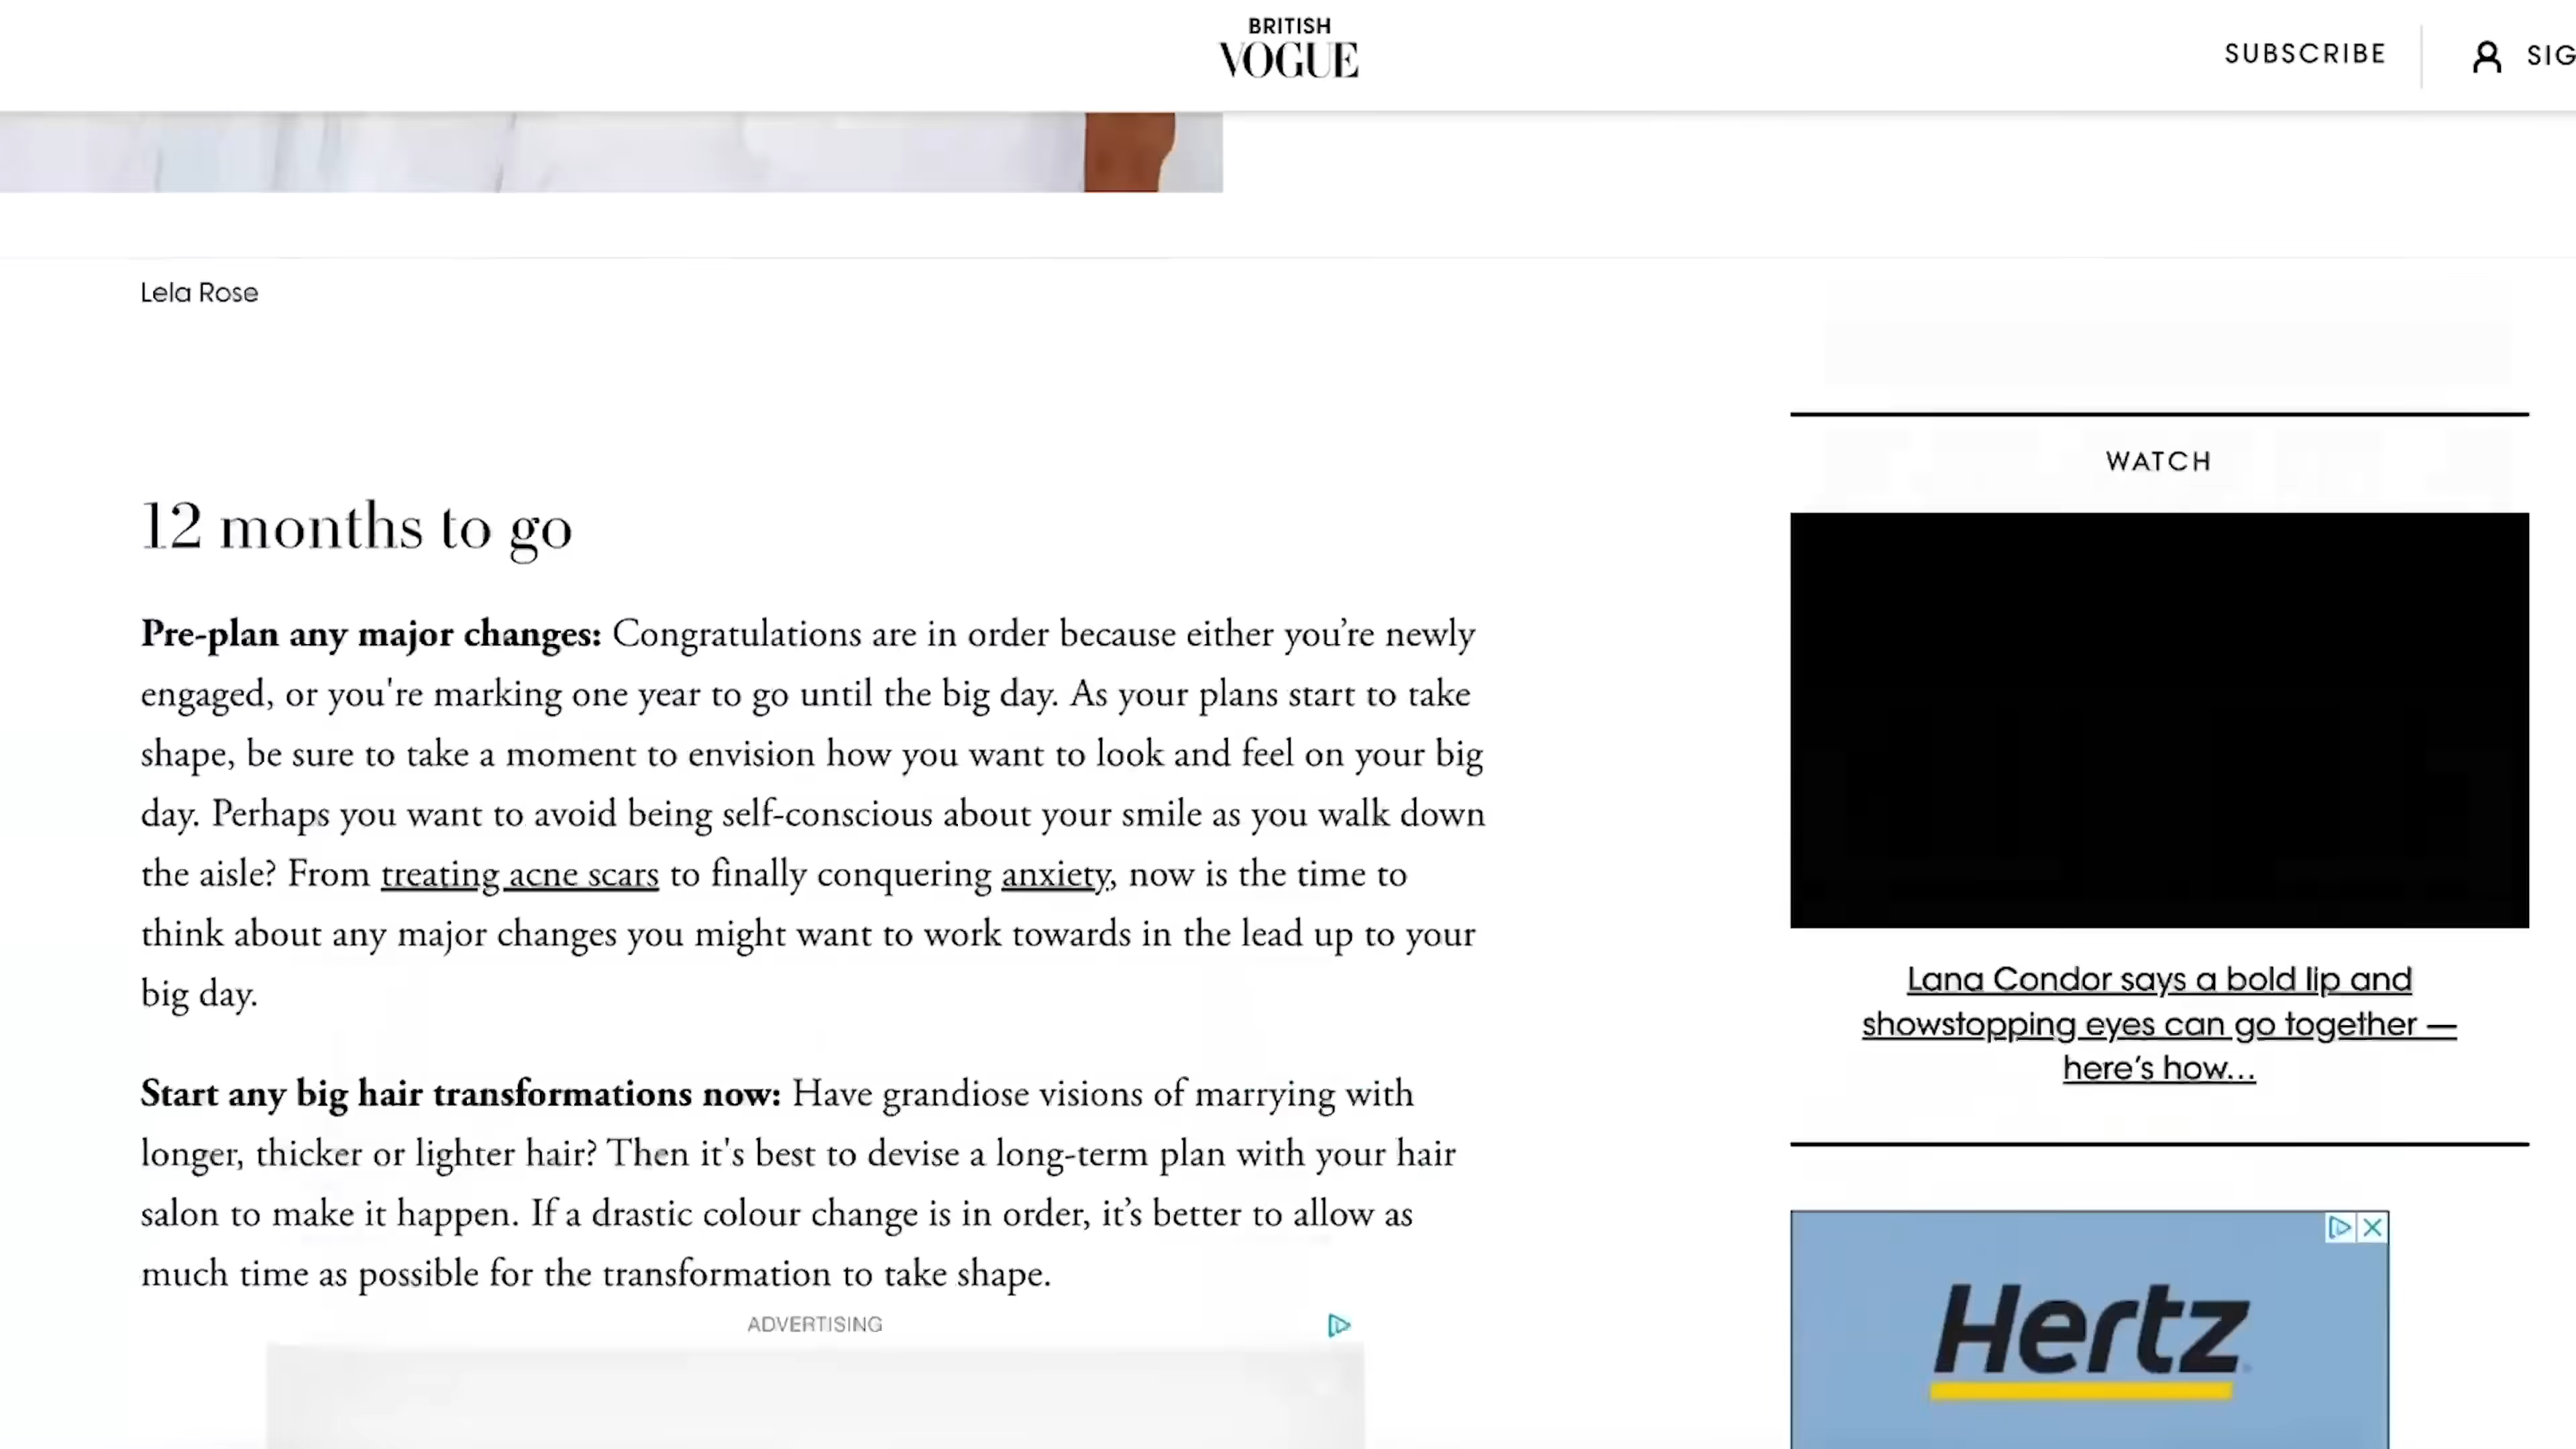 BRITISH
VOGUE
SUBSCRIBE
SIG
Lela Rose
12 months to go
Pre-plan any major changes: Congratulations are in order because either you’re newly
engaged, or you're marking one year to go until the big day. As your plans start to take
shape, be sure to take a moment to envision how you want to look and feel on your big
day. Perhaps you want to avoid being self-conscious about your smile as you walk down
the aisle? From treating acne scars to finally conquering anxiety, now is the time to
think about any major changes you might want to work towards in the lead up to your
big day.
Start any big hair transformations now: Have grandiose visions of marrying with
longer, thicker or lighter hair? Then it's best to devise a long-term plan with your hair
salon to make it happen. If a drastic colour change is in order, it’s better to allow as
much time as possible for the transformation to take shape.
ADVERTISING
WATCH
Lana Condor says a bold lip and
showstopping eyes can go together —
here’s how...
Hertz